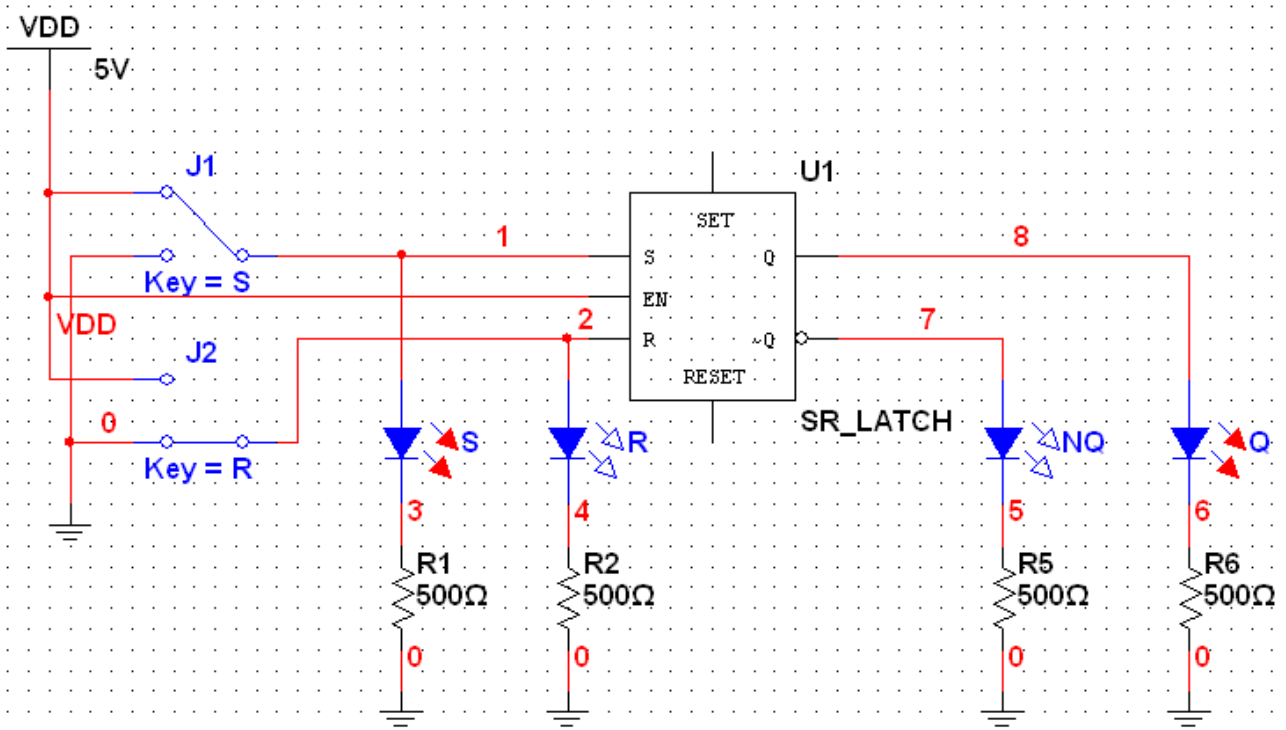 VDD
5V
J1
U1
SET
1
8
S
Q
Key = S
EN
VDD
2
7
R
~Q
J2
RESET
0
SR_LATCH
S
R
NQ
Q
Key = R
3
4
5
6
R1
500Ω
R2
500Ω
R5
500Ω
R6
500Ω
0
0
0
0